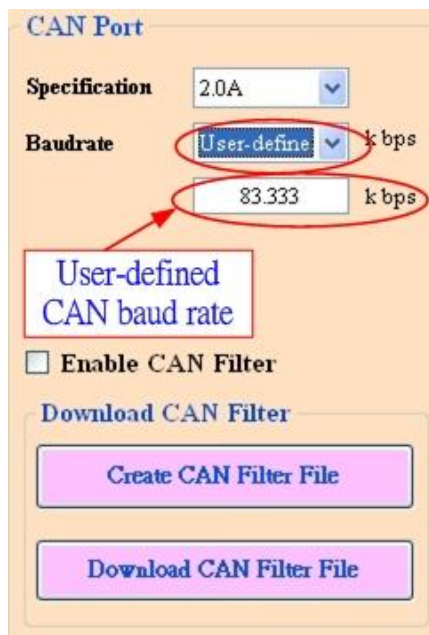 CAN Port
Specification 2.0A
Baudrate User-define k bps
83.333 k bps
User-defined
CAN baud rate
Enable CAN Filter
Download CAN Filter
Create CAN Filter File
Download CAN Filter File